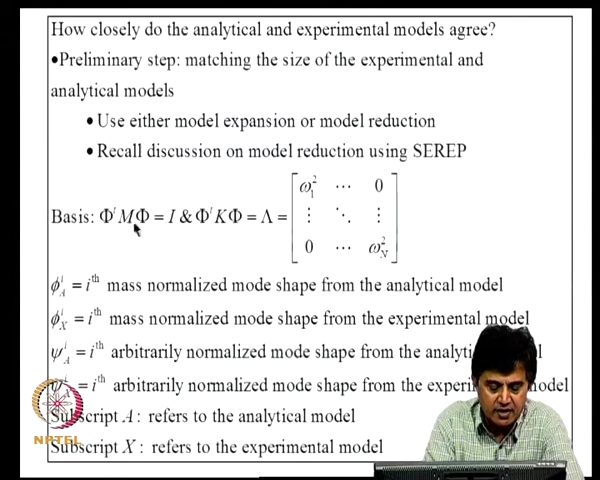 How closely do the analytical and experimental models agree?
•Preliminary step: matching the size of the experimental and
analytical models
• Use either model expansion or model reduction
• Recall discussion on model reduction using SEREP
Basis: Φ^t MΦ = I & Φ^t KΦ = Λ = [ω₁² ⋯ 0; ⋮ ⋱ ⋮; 0 ⋯ ω_N²]
ϕ_A^i = i^th mass normalized mode shape from the analytical model
ϕ_X^i = i^th mass normalized mode shape from the experimental model
ψ_A^i = i^th arbitrarily normalized mode shape from the
= i^th arbitrarily normalized mode shape from the
Subscript A : refers to the analytical model
Subscript X : refers to the experimental model
NPTEL